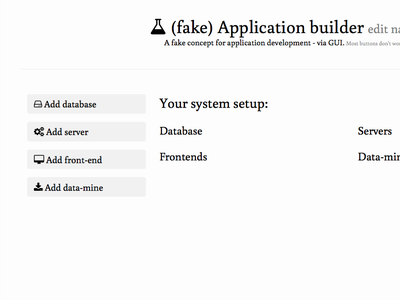 (fake) Application builder edit na
A fake concept for application development - via GUI. Most buttons don't wo
Add database
Your system setup:
Add server
Database Servers
Add front-end
Frontends Data-min
Add data-mine